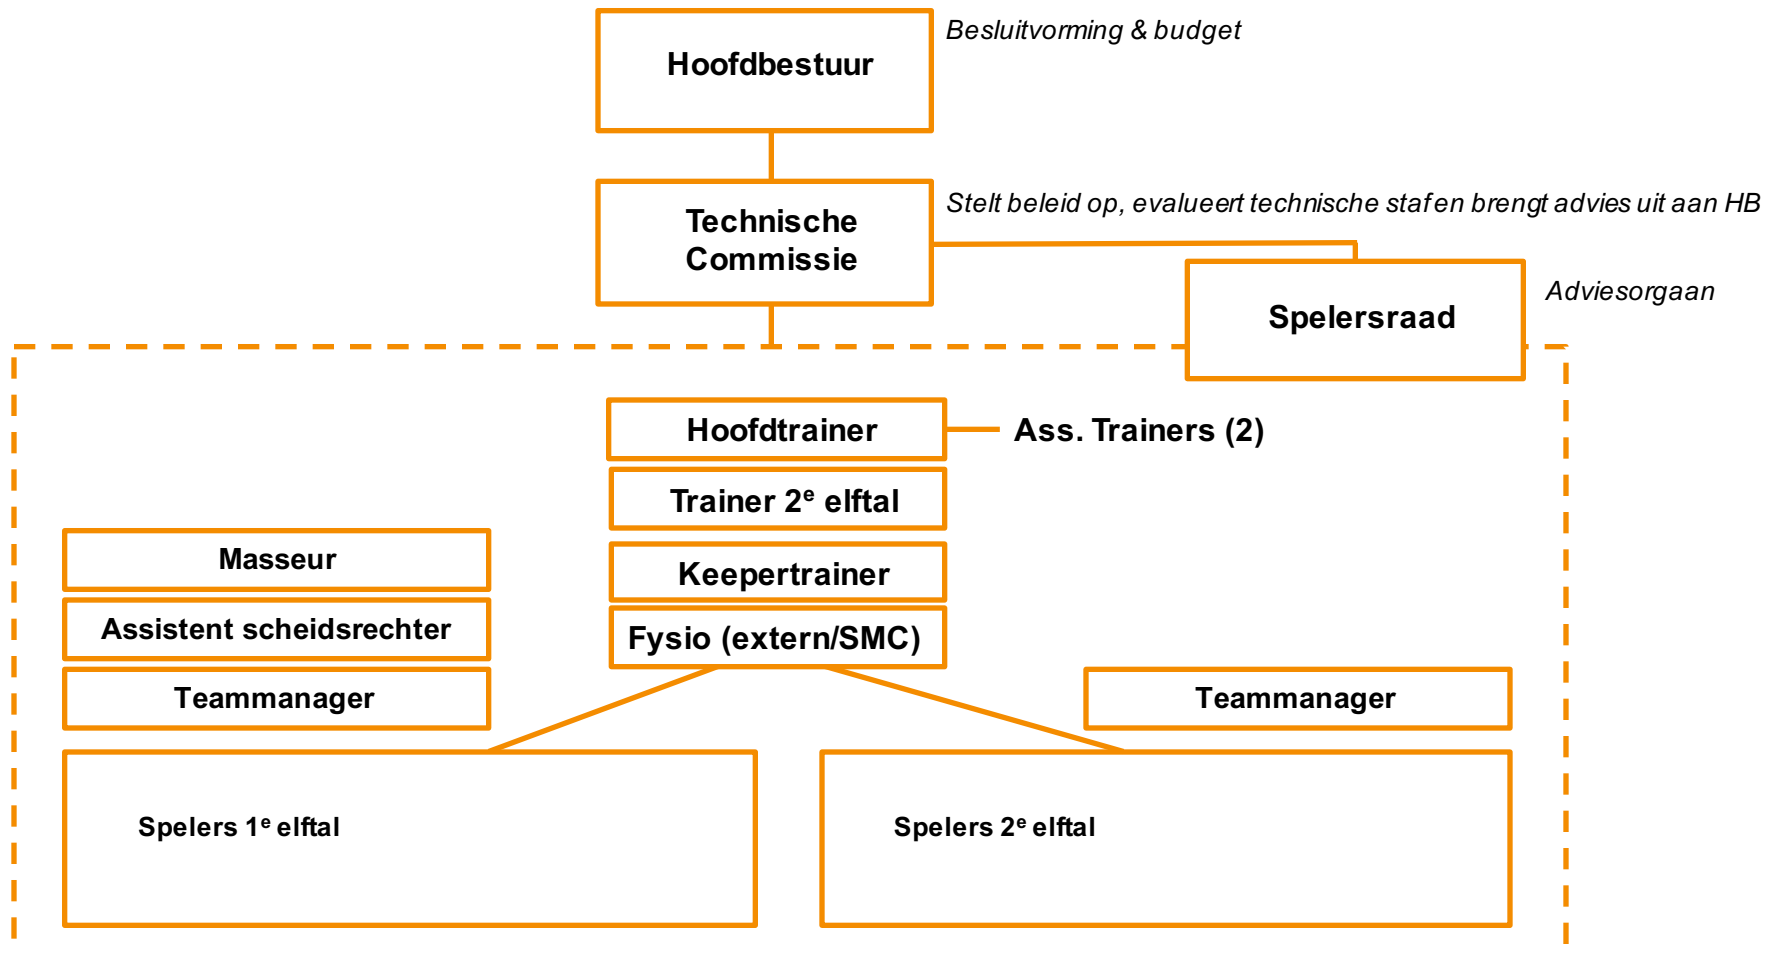 Besluitvorming & budget
Hoofdbestuur
Stelt beleid op, evalueert technische staf en brengt advies uit aan HB
Technische
Commissie
Adviesorgaan
Spelersraad
Hoofdtrainer
Ass. Trainers (2)
Trainer 2e elftal
Masseur
Keepertrainer
Assistent scheidsrechter
Fysio (extern/SMC)
Teammanager
Teammanager
Spelers 1e elftal
Spelers 2e elftal